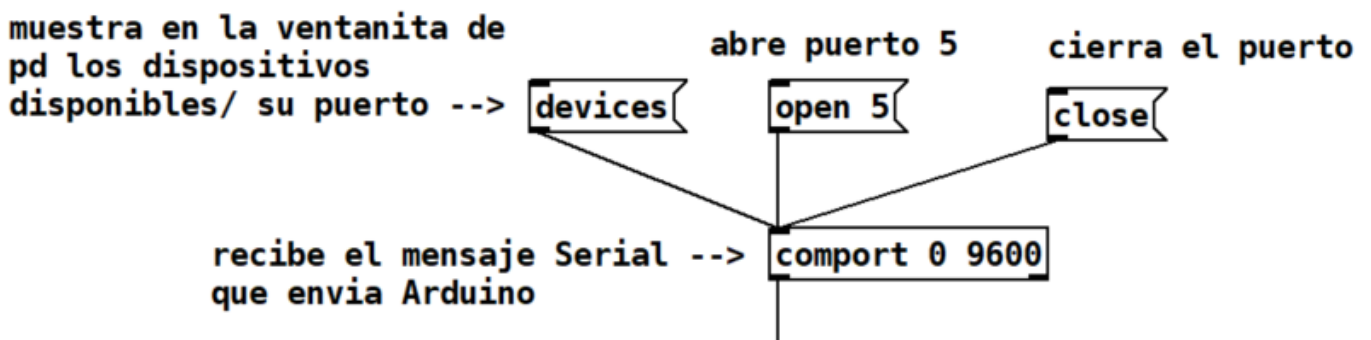 muestra en la ventanita de
pd los dispositivos
disponibles/ su puerto -->
devices
abre puerto 5
open 5
cierra el puerto
close
recibe el mensaje Serial -->
que envia Arduino
comport 0 9600